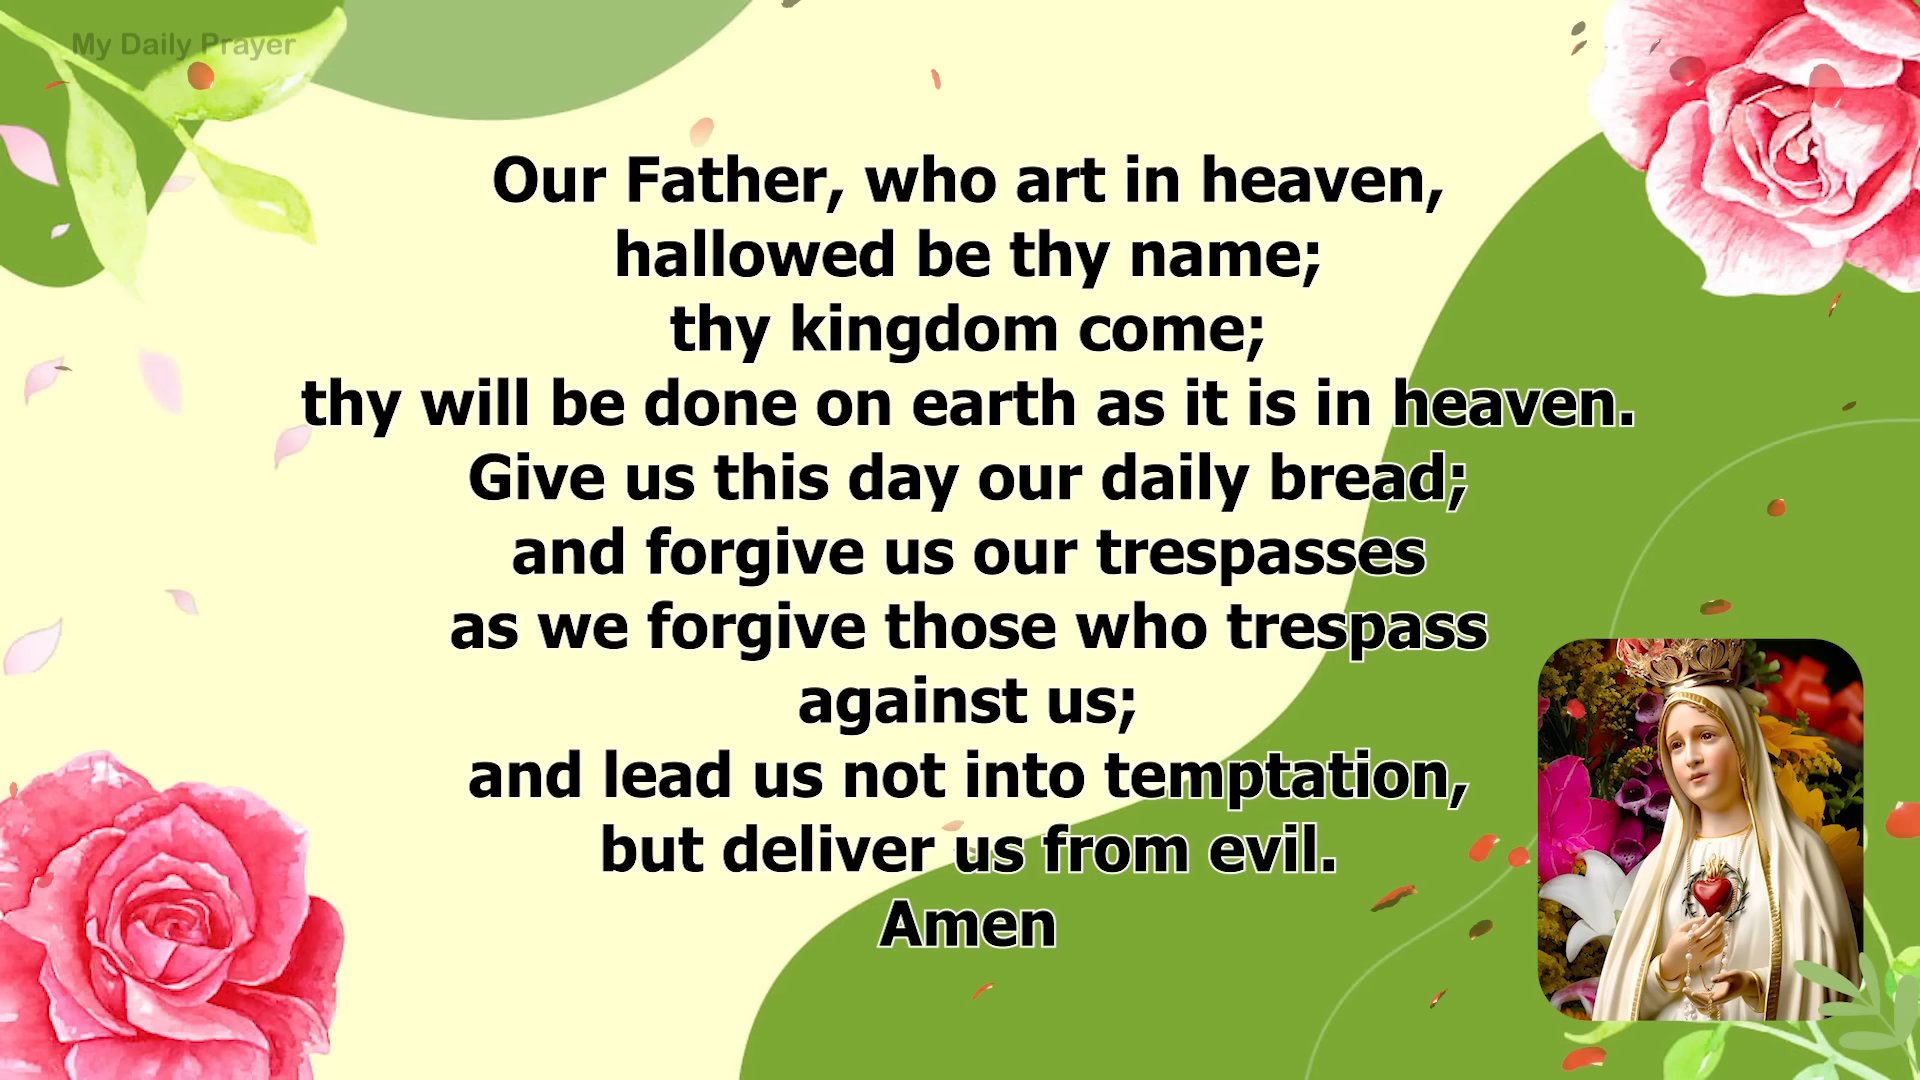 My Daily Prayer
Our Father, who art in heaven,
hallowed be thy name;
thy kingdom come;
thy will be done on earth as it is in heaven.
Give us this day our daily bread;
and forgive us our trespasses
as we forgive those who trespass
against us;
and lead us not into temptation,
but deliver us from evil.
Amen